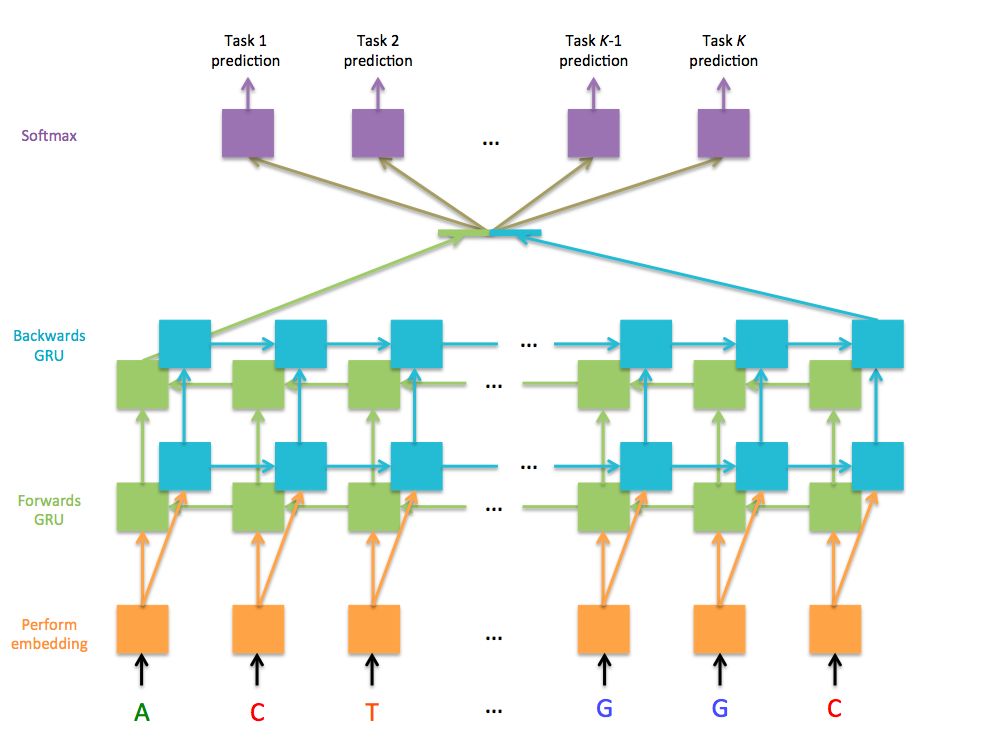 Task 1
prediction
Task 2
prediction
Task K-1
prediction
Task K
prediction
Softmax
...
Backwards
GRU
...
...
...
Forwards
GRU
...
Perform
embedding
...
A C T ... G G C